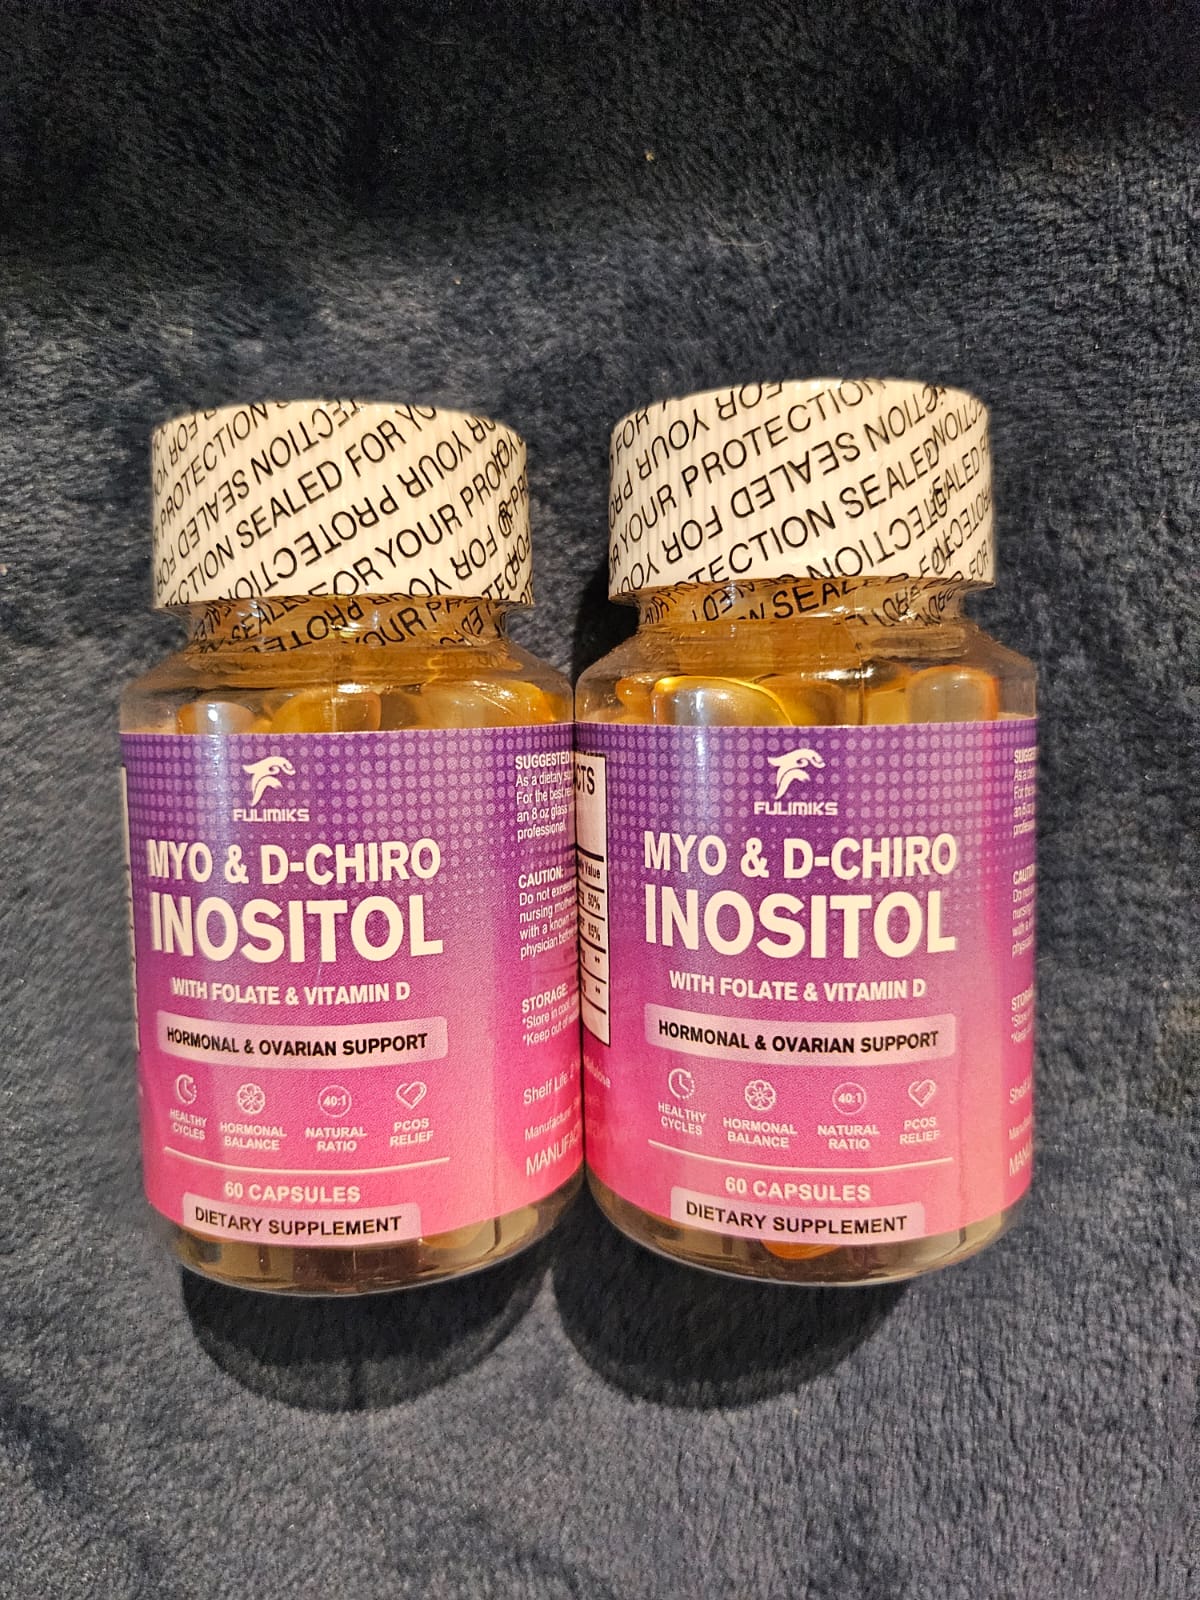 SEALED FOR YOUR PROTECTION
FULIMIKS
MYO & D-CHIRO
INOSITOL
WITH FOLATE & VITAMIN D
HORMONAL & OVARIAN SUPPORT
HEALTHY
CYCLES
HORMONAL
BALANCE
40:1
NATURAL
RATIO
PCOS
RELIEF
60 CAPSULES
DIETARY SUPPLEMENT
SUGGESTED
As a dietary
For the best
an 8 oz glass
professional.
CAUTION:
Do not exceed
nursing mothers
with a known
physician before
STORAGE:
*Store in cool,
*Keep out of
Shelf Life:
SEALED FOR YOUR PROTECTION
Value
FULIMIKS
MYO & D-CHIRO
INOSITOL
WITH FOLATE & VITAMIN D
HORMONAL & OVARIAN SUPPORT
HEALTHY
CYCLES
HORMONAL
BALANCE
40:1
NATURAL
RATIO
PCOS
RELIEF
60 CAPSULES
DIETARY SUPPLEMENT